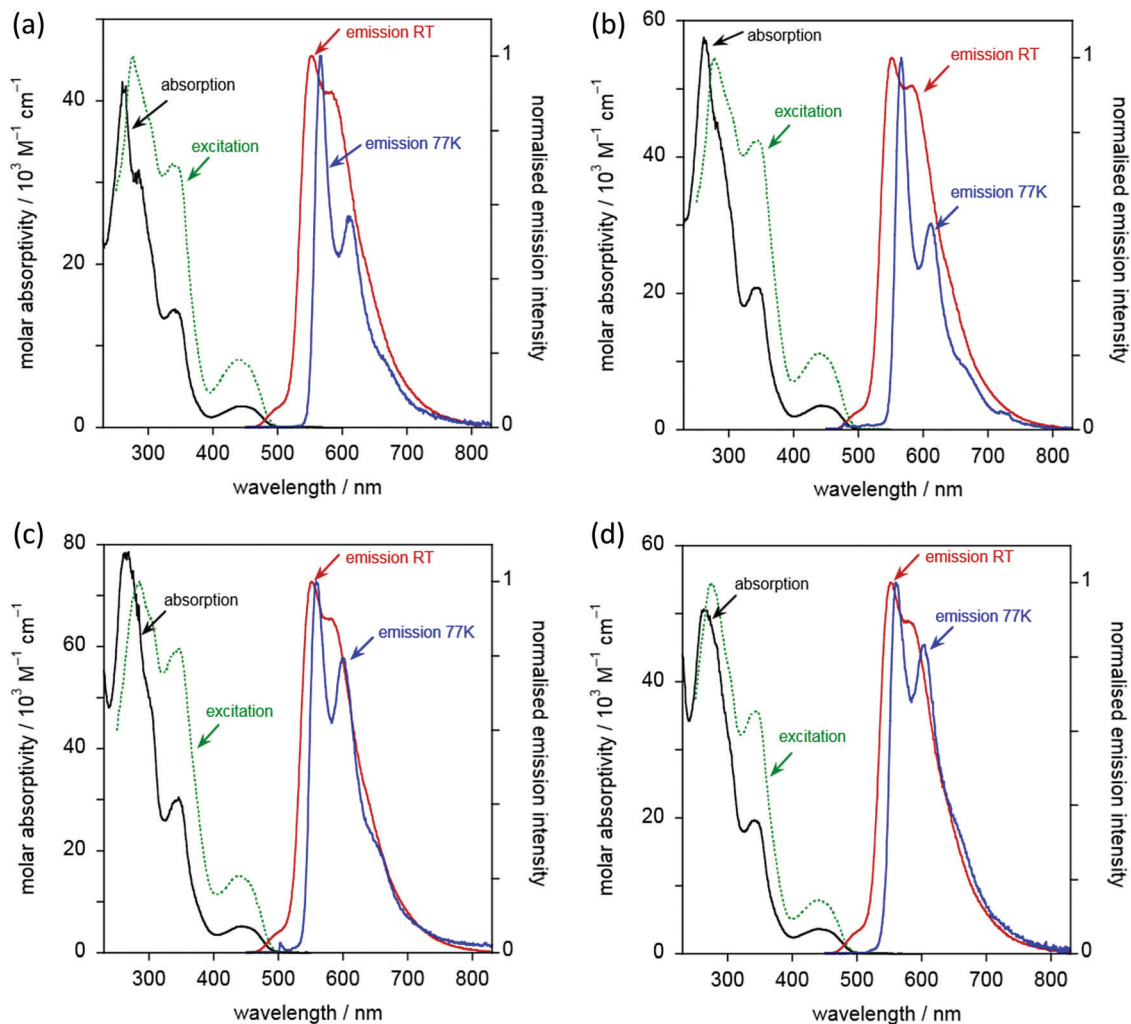 (a)
molar absorptivity / 10³ M⁻¹ cm⁻¹
40
20
0
absorption
excitation
emission RT
emission 77K
1
0
normalised emission intensity
300 400 500 600 700 800
wavelength / nm
(b)
molar absorptivity / 10³ M⁻¹ cm⁻¹
60
40
20
0
absorption
emission RT
excitation
emission 77K
1
0
normalised emission intensity
300 400 500 600 700 800
wavelength / nm
(c)
molar absorptivity / 10³ M⁻¹ cm⁻¹
80
60
40
20
0
emission RT
absorption
emission 77K
excitation
1
0
normalised emission intensity
300 400 500 600 700 800
wavelength / nm
(d)
molar absorptivity / 10³ M⁻¹ cm⁻¹
60
40
20
0
emission RT
absorption
emission 77K
excitation
1
0
normalised emission intensity
300 400 500 600 700 800
wavelength / nm